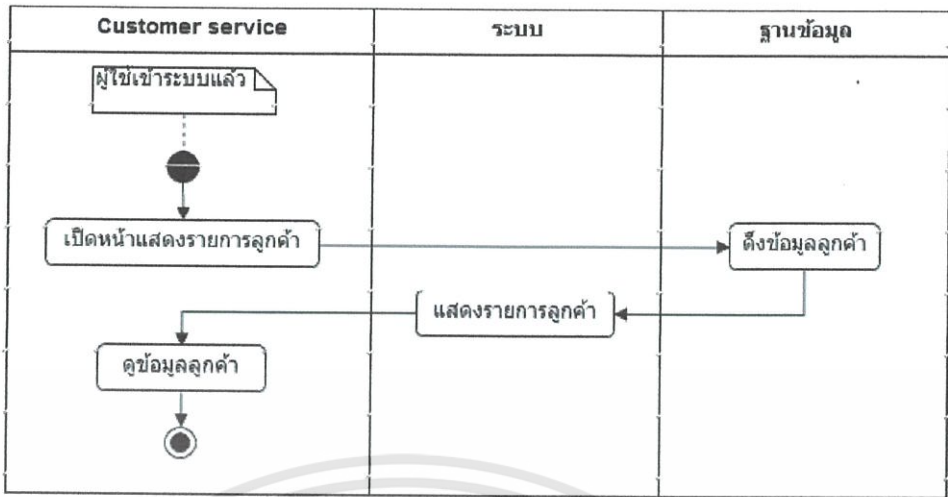 Customer service
ระบบ
ฐานข้อมูล
ผู้ใช้เข้าระบบแล้ว
เปิดหน้าแสดงรายการลูกค้า
ดึงข้อมูลลูกค้า
แสดงรายการลูกค้า
ดูข้อมูลลูกค้า